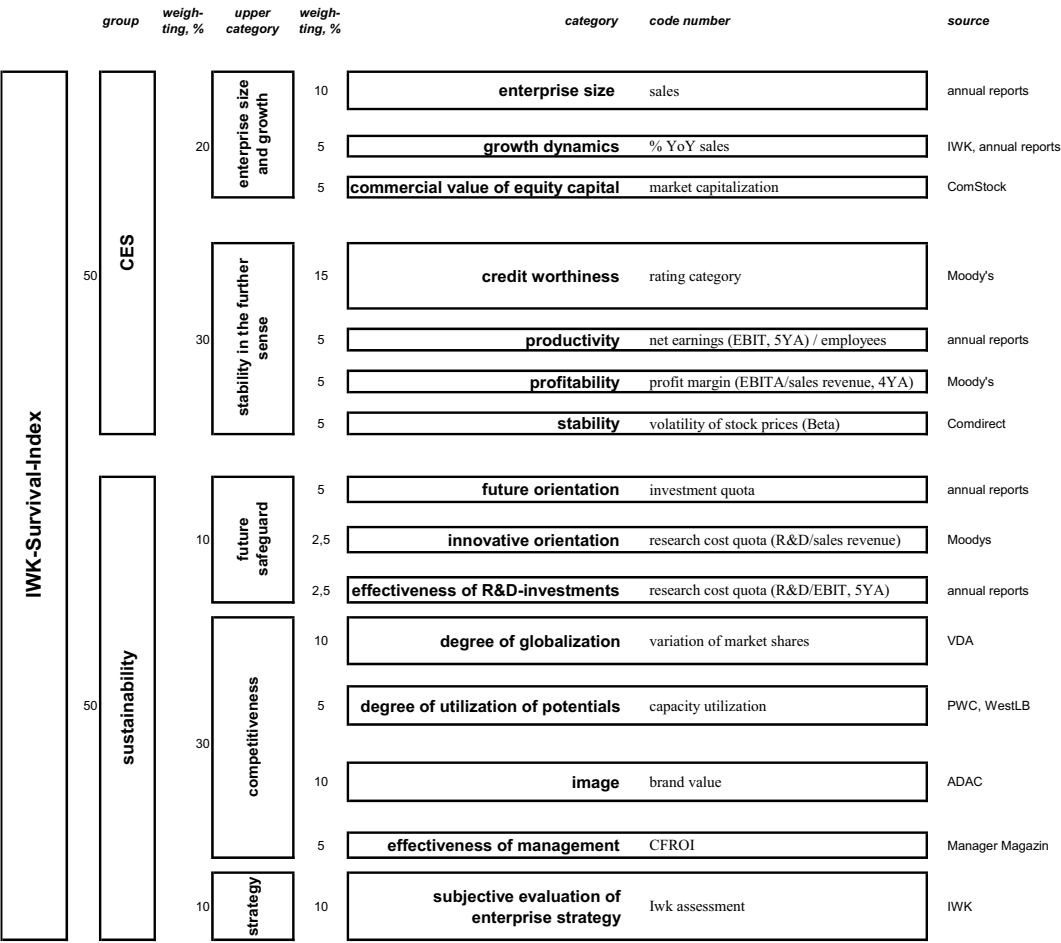 group weigh- ting, % upper category weigh- ting, % category code number source
IWK-Survival-Index
50 CES
20 enterprise size and growth
10 enterprise size sales annual reports
5 growth dynamics % YoY sales IWK, annual reports
5 commercial value of equity capital market capitalization ComStock
30 stability in the further sense
15 credit worthiness rating category Moody's
5 productivity net earnings (EBIT, 5YA) / employees annual reports
5 profitability profit margin (EBITA/sales revenue, 4YA) Moody's
5 stability volatility of stock prices (Beta) Comdirect
50 sustainability
10 future safeguard
5 future orientation investment quota annual reports
2,5 innovative orientation research cost quota (R&D/sales revenue) Moodys
2,5 effectiveness of R&D-investments research cost quota (R&D/EBIT, 5YA) annual reports
30 competitiveness
10 degree of globalization variation of market shares VDA
5 degree of utilization of potentials capacity utilization PWC, WestLB
10 image brand value ADAC
5 effectiveness of management CFROI Manager Magazin
10 strategy
10 subjective evaluation of enterprise strategy Iwk assessment IWK